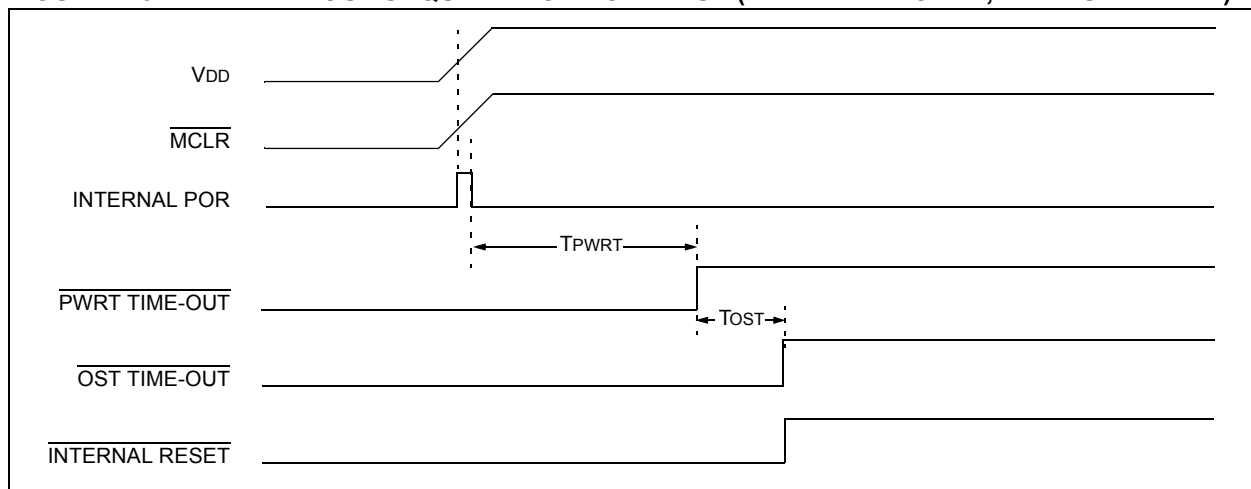 VDD
MCLR
INTERNAL POR
TPWRT
PWRT TIME-OUT
TOST
OST TIME-OUT
INTERNAL RESET